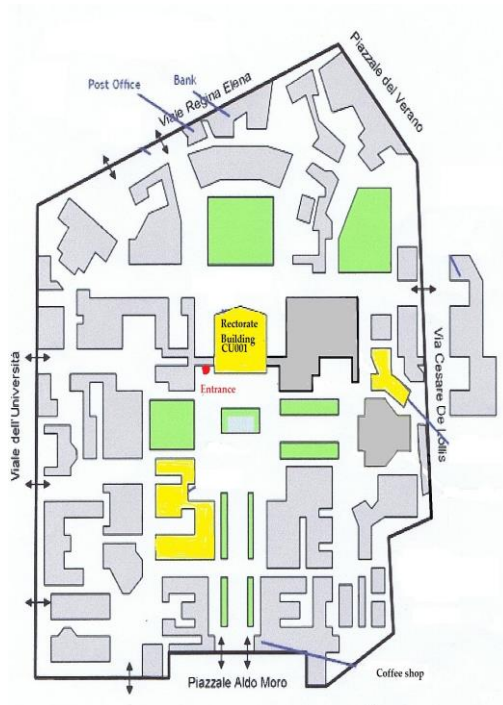 Piazzale del Verano
Post Office
Bank
Viale Regina Elena
Rectorate
Building
CU001
Entrance
Via Cesare De Lollis
Viale dell'Università
Coffee shop
Piazzale Aldo Moro